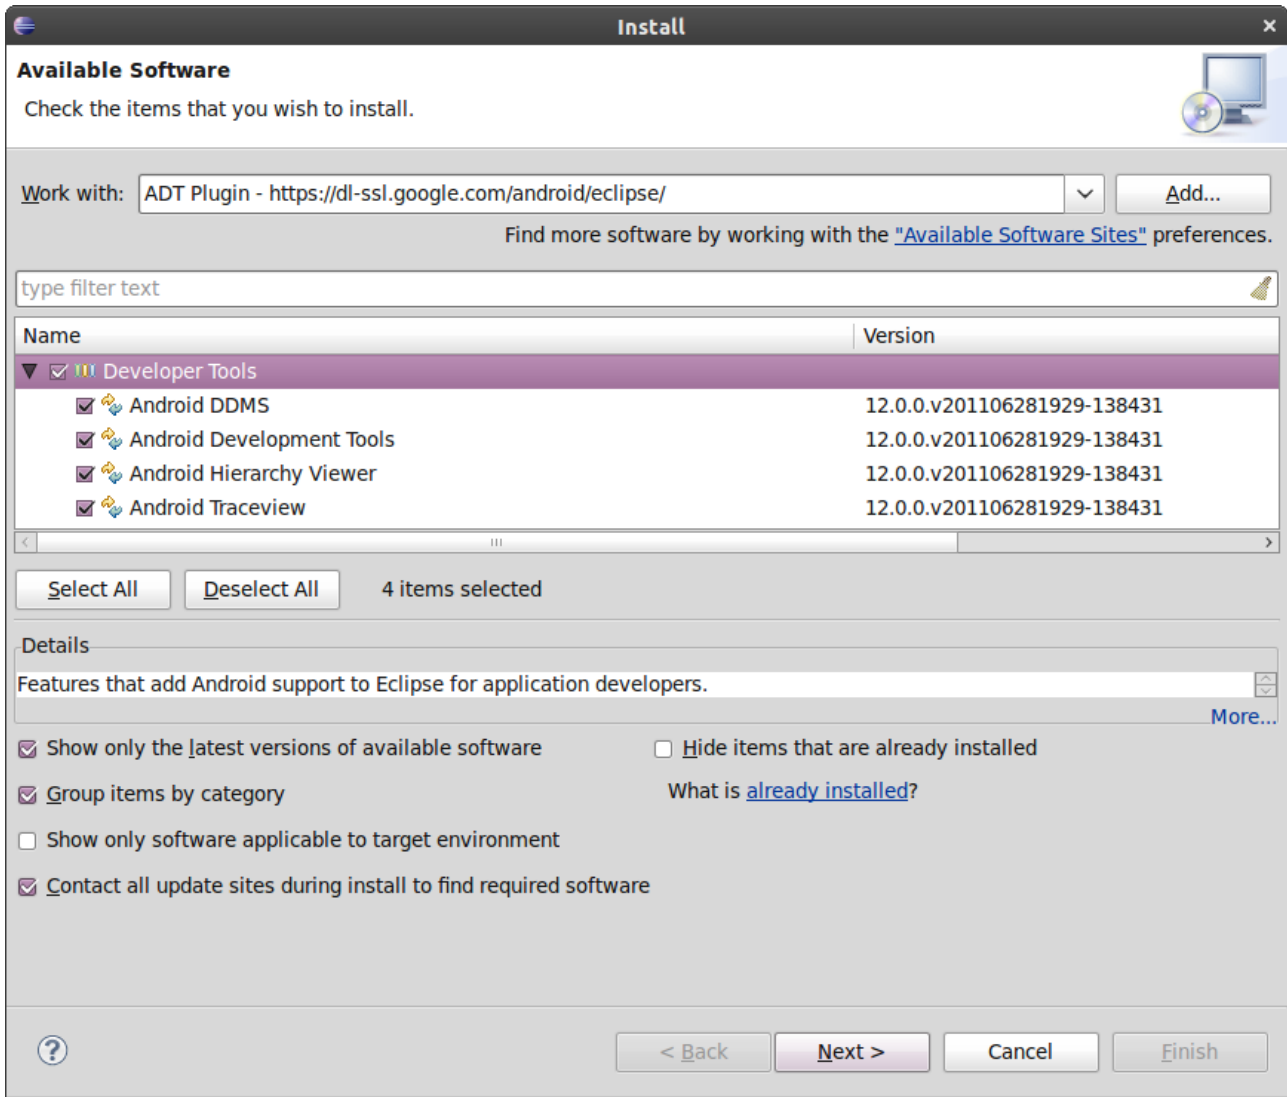 Install
Available Software
Check the items that you wish to install.
Work with: ADT Plugin - https://dl-ssl.google.com/android/eclipse/ Add...
Find more software by working with the "Available Software Sites" preferences.
type filter text
Name Version
Developer Tools
Android DDMS 12.0.0.v201106281929-138431
Android Development Tools 12.0.0.v201106281929-138431
Android Hierarchy Viewer 12.0.0.v201106281929-138431
Android Traceview 12.0.0.v201106281929-138431
Select All Deselect All 4 items selected
Details
Features that add Android support to Eclipse for application developers.
More...
Show only the latest versions of available software Hide items that are already installed
Group items by category What is already installed?
Show only software applicable to target environment
Contact all update sites during install to find required software
? < Back Next > Cancel Finish